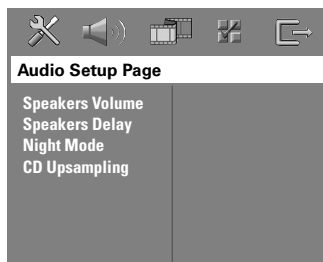 Audio Setup Page
Speakers Volume
Speakers Delay
Night Mode
CD Upsampling